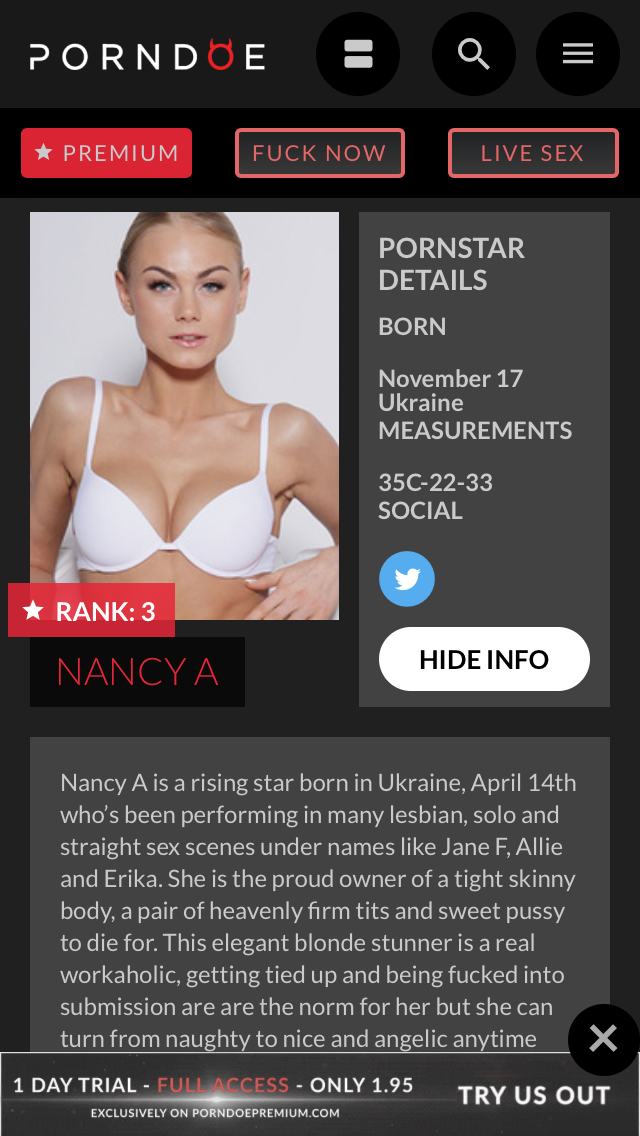 PORNDOE
PREMIUM
FUCK NOW
LIVE SEX
PORNSTAR
DETAILS
BORN
November 17
Ukraine
MEASUREMENTS
35C-22-33
SOCIAL
HIDE INFO
RANK: 3
NANCY A
Nancy A is a rising star born in Ukraine, April 14th
who’s been performing in many lesbian, solo and
straight sex scenes under names like Jane F, Allie
and Erika. She is the proud owner of a tight skinny
body, a pair of heavenly firm tits and sweet pussy
to die for. This elegant blonde stunner is a real
workaholic, getting tied up and being fucked into
submission are are the norm for her but she can
turn from naughty to nice and angelic anytime
1 DAY TRIAL - FULL ACCESS - ONLY 1.95
EXCLUSIVELY ON PORNDOEPREMIUM.COM
TRY US OUT